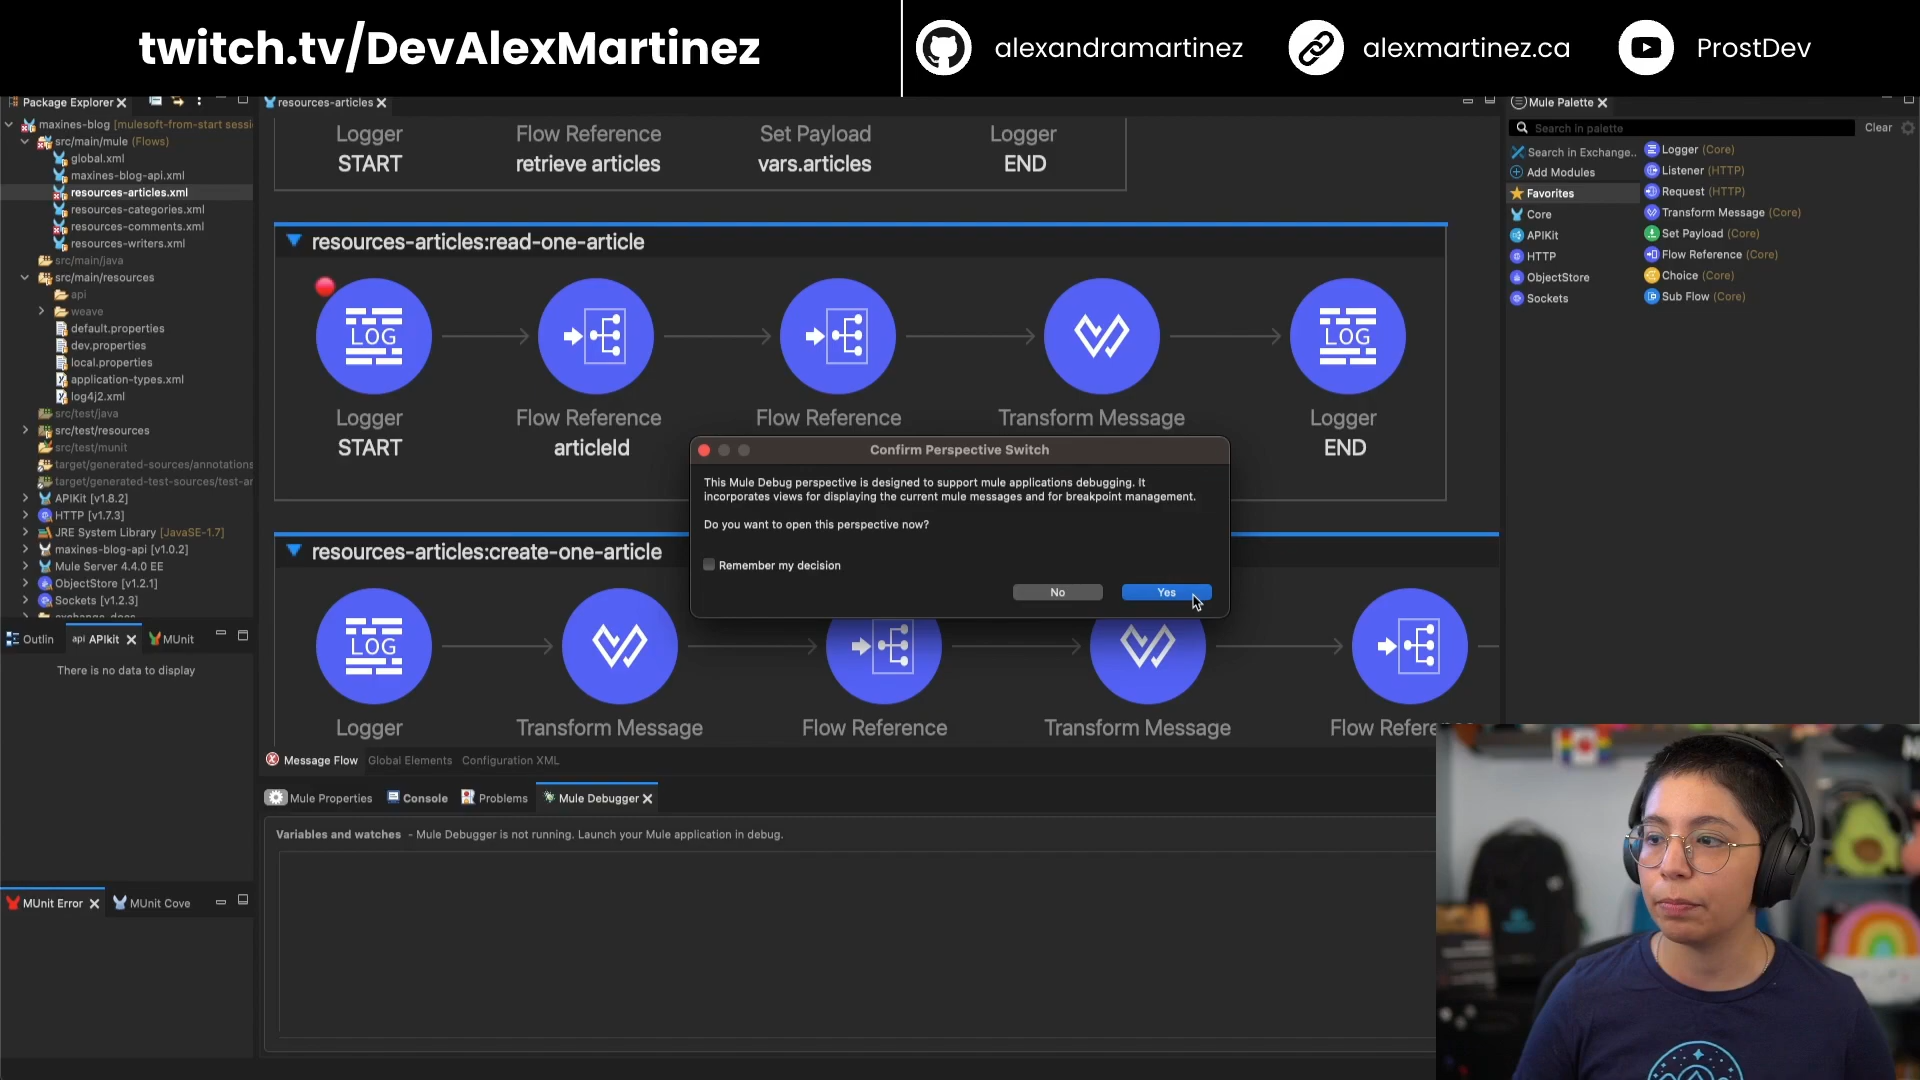 twitch.tv/DevAlexMartinez
alexandramartinez
alexmartinez.ca
ProstDev
Package Explorer
maxines-blog [mulesoft-from-start sessi
src/main/mule (Flows)
global.xml
maxines-blog-api.xml
resources-articles.xml
resources-categories.xml
resources-comments.xml
resources-writers.xml
src/main/java
src/main/resources
api
weave
default.properties
dev.properties
local.properties
application-types.xml
log4j2.xml
src/test/java
src/test/resources
src/test/munit
target/generated-sources/annotations
target/generated-test-sources/test-ar
APIKit [v1.8.2]
HTTP [v1.7.3]
JRE System Library [JavaSE-1.7]
maxines-blog-api [v1.0.2]
Mule Server 4.4.0 EE
ObjectStore [v1.2.1]
Sockets [v1.2.3]
Outlin
api APIkit
MUnit
There is no data to display
MUnit Error
MUnit Cove
resources-articles
Logger
START
Flow Reference
retrieve articles
Set Payload
vars.articles
Logger
END
resources-articles:read-one-article
LOG
LOG
Logger
START
Flow Reference
articleId
Flow Reference
Transform Message
Logger
END
Confirm Perspective Switch
This Mule Debug perspective is designed to support mule applications debugging. It
incorporates views for displaying the current mule messages and for breakpoint management.
Do you want to open this perspective now?
Remember my decision
No
Yes
resources-articles:create-one-article
LOG
Logger
Transform Message
Flow Reference
Transform Message
Flow Refere
Message Flow
Global Elements
Configuration XML
Mule Properties
Console
Problems
Mule Debugger
Variables and watches - Mule Debugger is not running. Launch your Mule application in debug.
Mule Palette
Search in palette
Clear
Search in Exchange..
Add Modules
Favorites
Core
APIKit
HTTP
ObjectStore
Sockets
Logger (Core)
Listener (HTTP)
Request (HTTP)
Transform Message (Core)
Set Payload (Core)
Flow Reference (Core)
Choice (Core)
Sub Flow (Core)